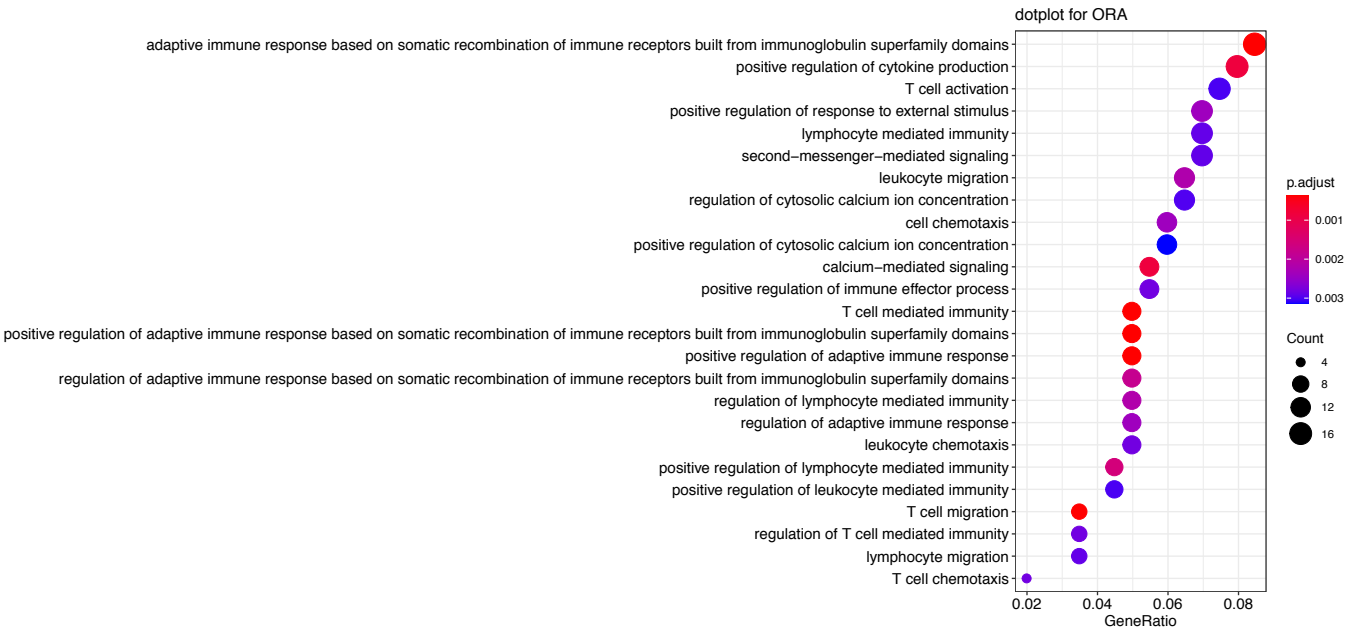 dotplot for ORA
adaptive immune response based on somatic recombination of immune receptors built from immunoglobulin superfamily domains
positive regulation of cytokine production
T cell activation
positive regulation of response to external stimulus
lymphocyte mediated immunity
second−messenger−mediated signaling
leukocyte migration
regulation of cytosolic calcium ion concentration
cell chemotaxis
positive regulation of cytosolic calcium ion concentration
calcium−mediated signaling
positive regulation of immune effector process
T cell mediated immunity
positive regulation of adaptive immune response based on somatic recombination of immune receptors built from immunoglobulin superfamily domains
positive regulation of adaptive immune response
regulation of adaptive immune response based on somatic recombination of immune receptors built from immunoglobulin superfamily domains
regulation of lymphocyte mediated immunity
regulation of adaptive immune response
leukocyte chemotaxis
positive regulation of lymphocyte mediated immunity
positive regulation of leukocyte mediated immunity
T cell migration
regulation of T cell mediated immunity
lymphocyte migration
T cell chemotaxis
0.02 0.04 0.06 0.08
GeneRatio
p.adjust
0.001
0.002
0.003
Count
4
8
12
16